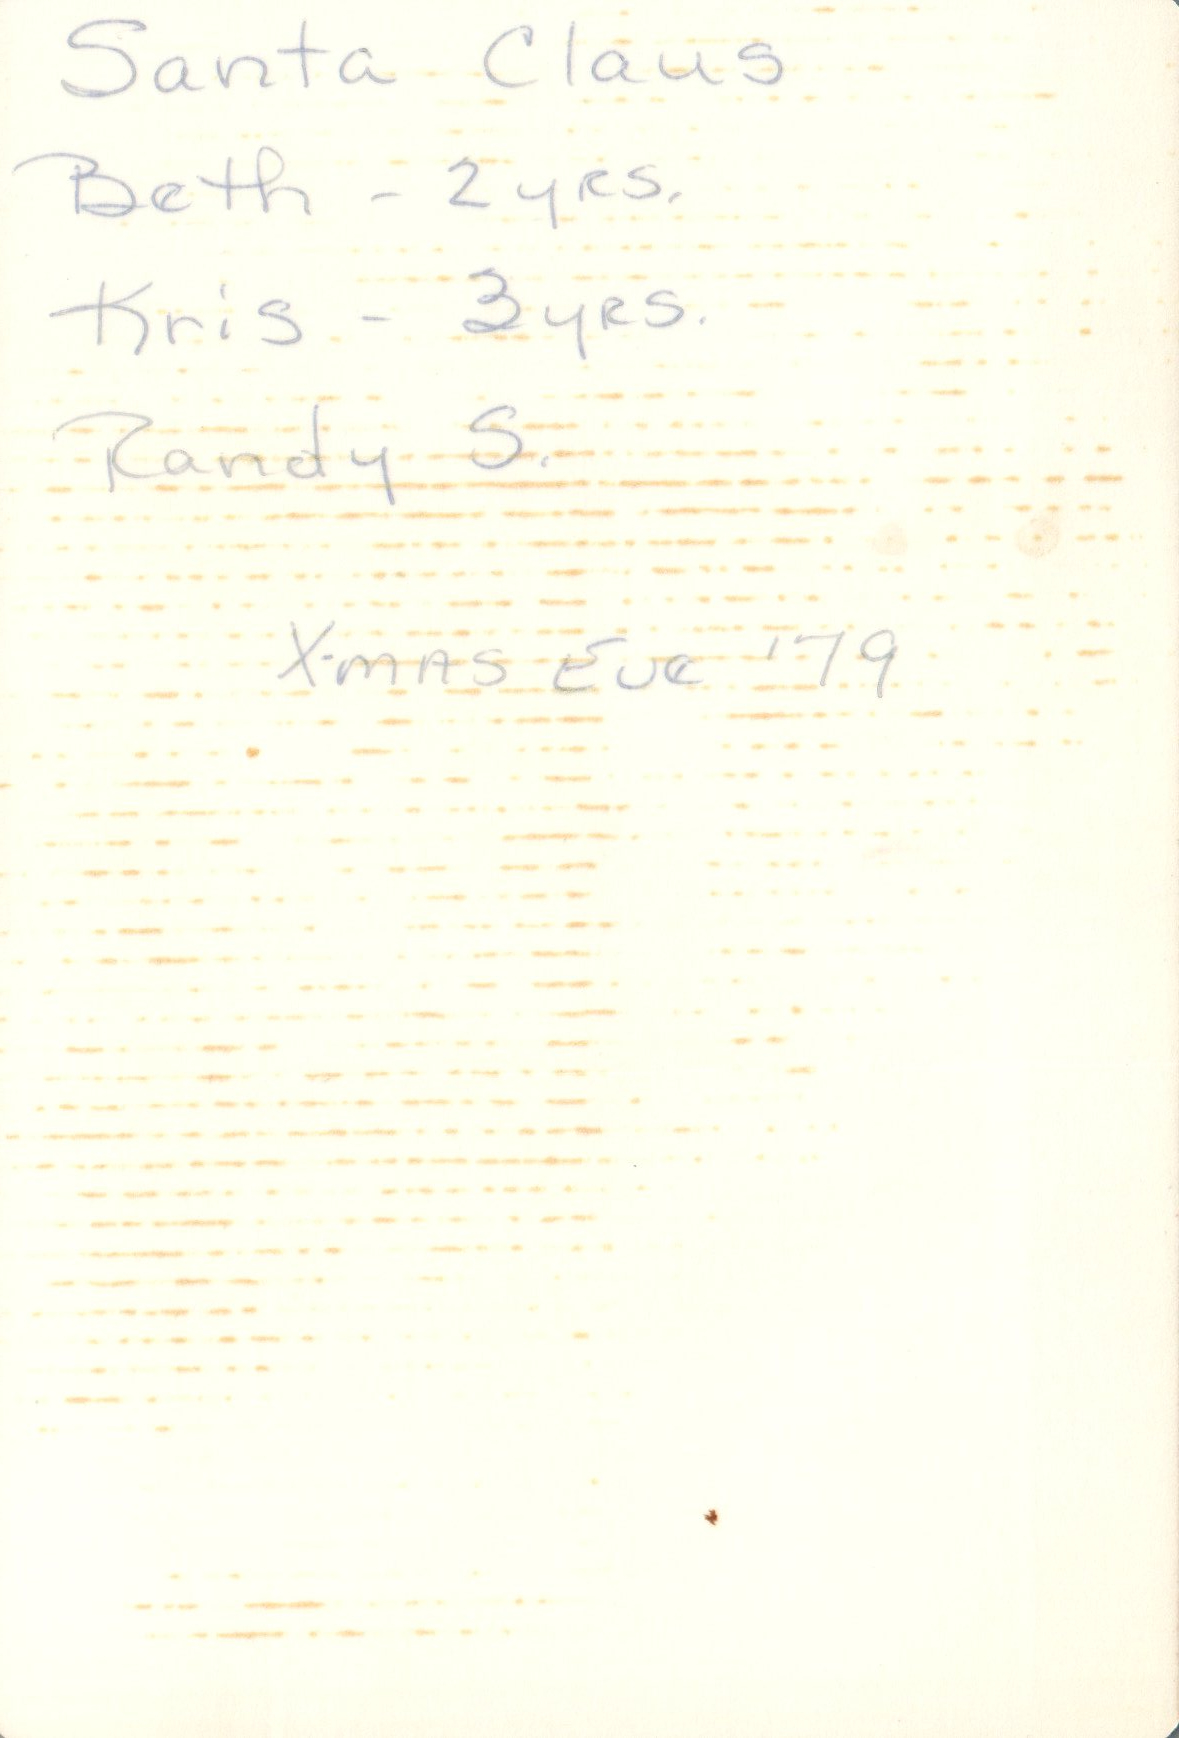 Santa Claus
Beth - 2 yRS.
Kris - 3 yRS.
Randy S.
X-MAS Eve '79